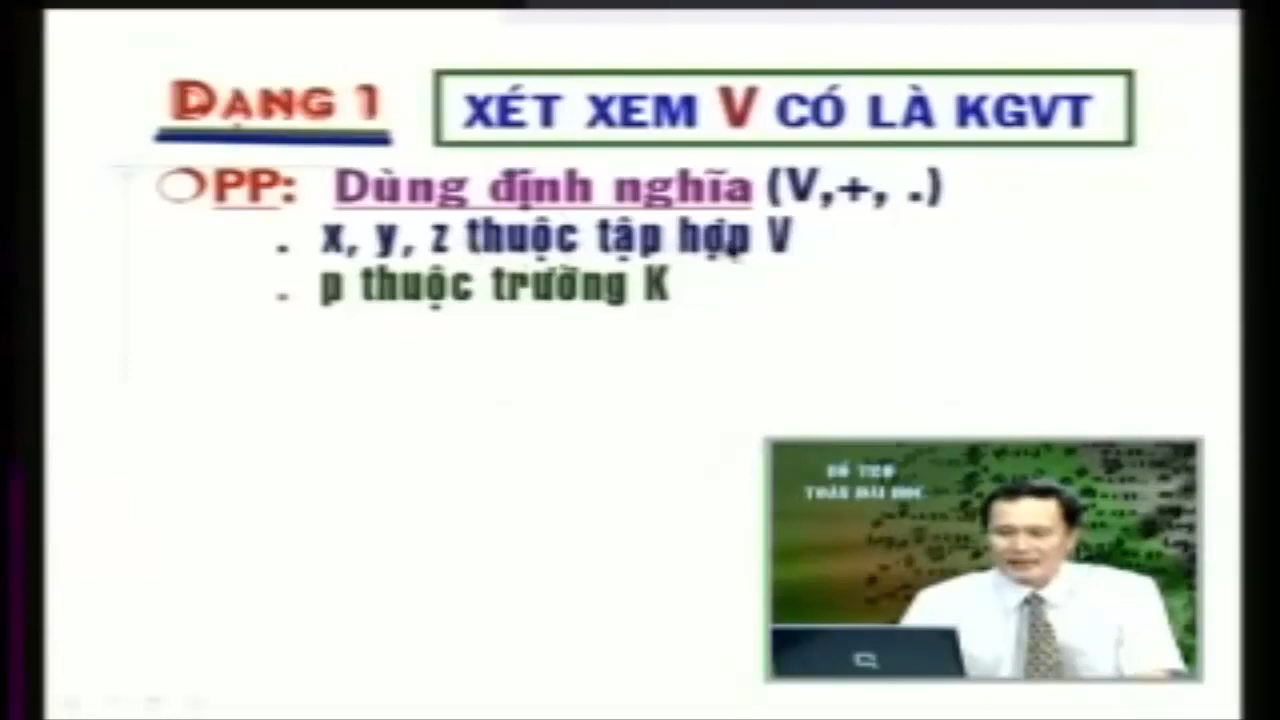 DẠNG 1
XÉT XEM V CÓ LÀ KGVT
PP: Dùng định nghĩa (V,+, .)
. x, y, z thuộc tập hợp V
. p thuộc trường K